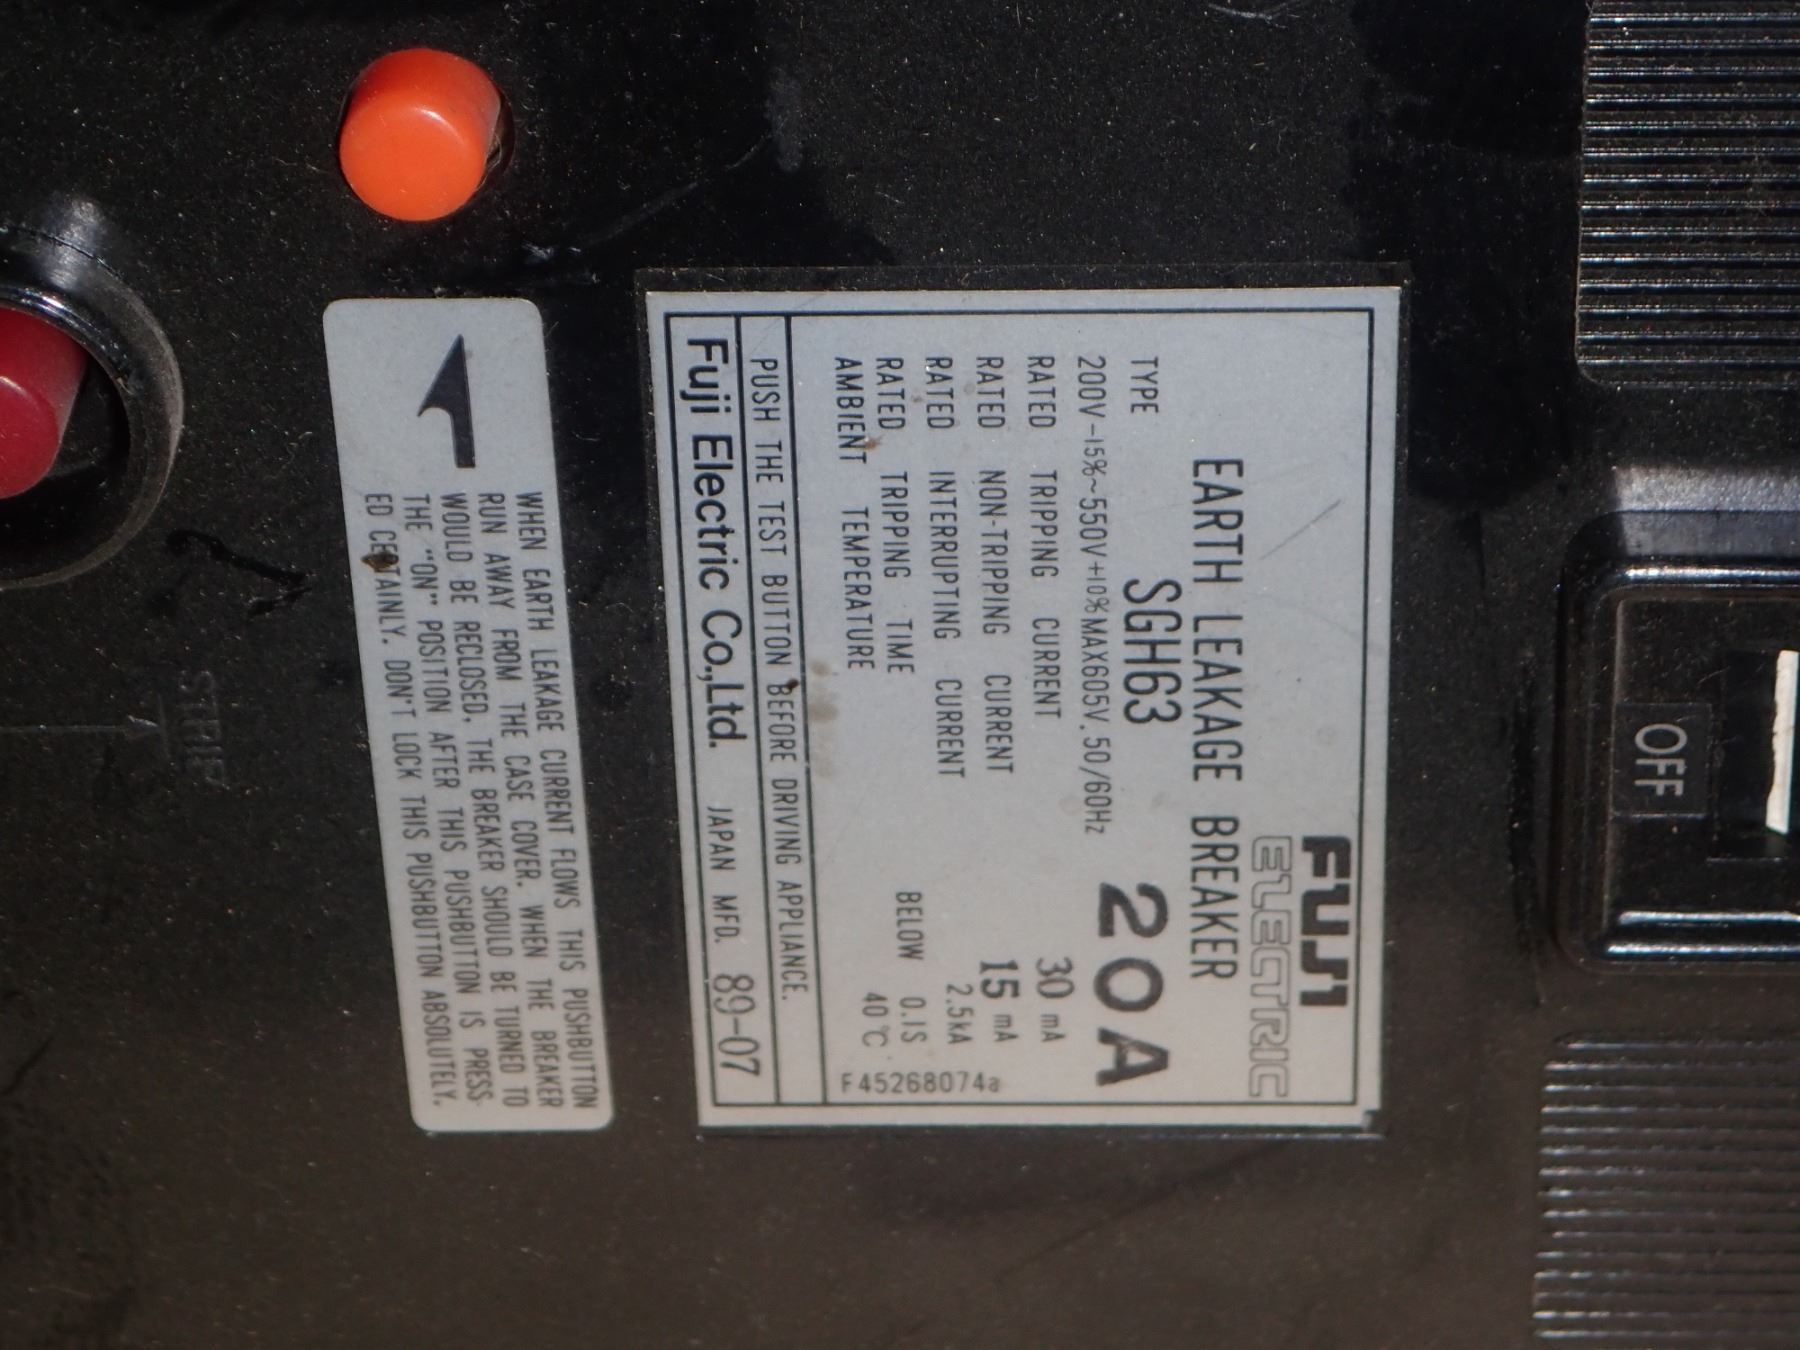 OFF
FUJI
ELECTRIC
EARTH LEAKAGE BREAKER
TYPE SGH63 20A
200V-15%~550V+10%MAX605V, 50/60Hz
RATED TRIPPING CURRENT 30 mA
RATED NON-TRIPPING CURRENT 15 mA
RATED INTERRUPTING CURRENT 2.5kA
RATED TRIPPING TIME BELOW 0.1S
AMBIENT TEMPERATURE 40℃
F45268074a
PUSH THE TEST BUTTON BEFORE DRIVING APPLIANCE.
Fuji Electric Co.,Ltd. JAPAN MFD. 89-07
WHEN EARTH LEAKAGE CURRENT FLOWS THIS PUSHBUTTON
RUN AWAY FROM THE CASE COVER. WHEN THE BREAKER
WOULD BE RECLOSED, THE BREAKER SHOULD BE TURNED TO
THE "ON" POSITION AFTER THIS PUSHBUTTON IS PRESS-
ED CERTAINLY. DON'T LOCK THIS PUSHBUTTON ABSOLUTELY.
STRIP